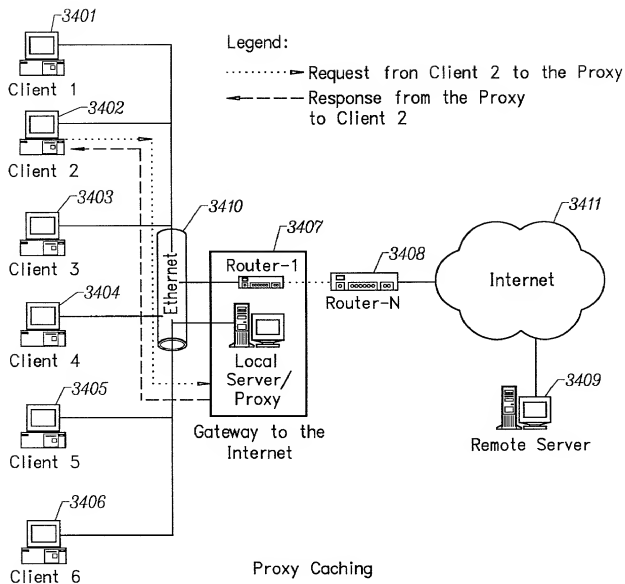 3401
Client 1
3402
Client 2
3403
Client 3
3404
Client 4
3405
Client 5
3406
Client 6
Legend:
Request fron Client 2 to the Proxy
Response from the Proxy
to Client 2
3410
Ethernet
3407
Router-1
Local
Server/
Proxy
Gateway to the
Internet
3408
Router-N
3411
Internet
3409
Remote Server
Proxy Caching